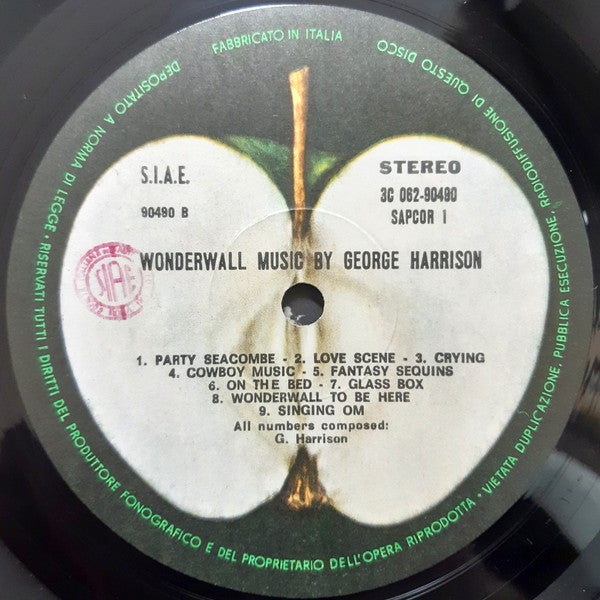 FABBRICATO IN ITALIA
DEPOSITATO A NORMA DI LEGGE • RISERVATI TUTTI I DIRITTI DEL PRODUTTORE FONOGRAFICO E DEL PROPRIETARIO DELL'OPERA RIPRODOTTA • VIETATA DUPLICAZIONE, PUBBLICA ESECUZIONE, RADIODIFFUSIONE DI QUESTO DISCO
S.I.A.E.
90490 B
STEREO
3C 062-90490
SAPCOR 1
WONDERWALL MUSIC BY GEORGE HARRISON
SIAE
1. PARTY SEACOMBE - 2. LOVE SCENE - 3. CRYING
4. COWBOY MUSIC - 5. FANTASY SEQUINS
6. ON THE BED - 7. GLASS BOX
8. WONDERWALL TO BE HERE
9. SINGING OM
All numbers composed:
G. Harrison